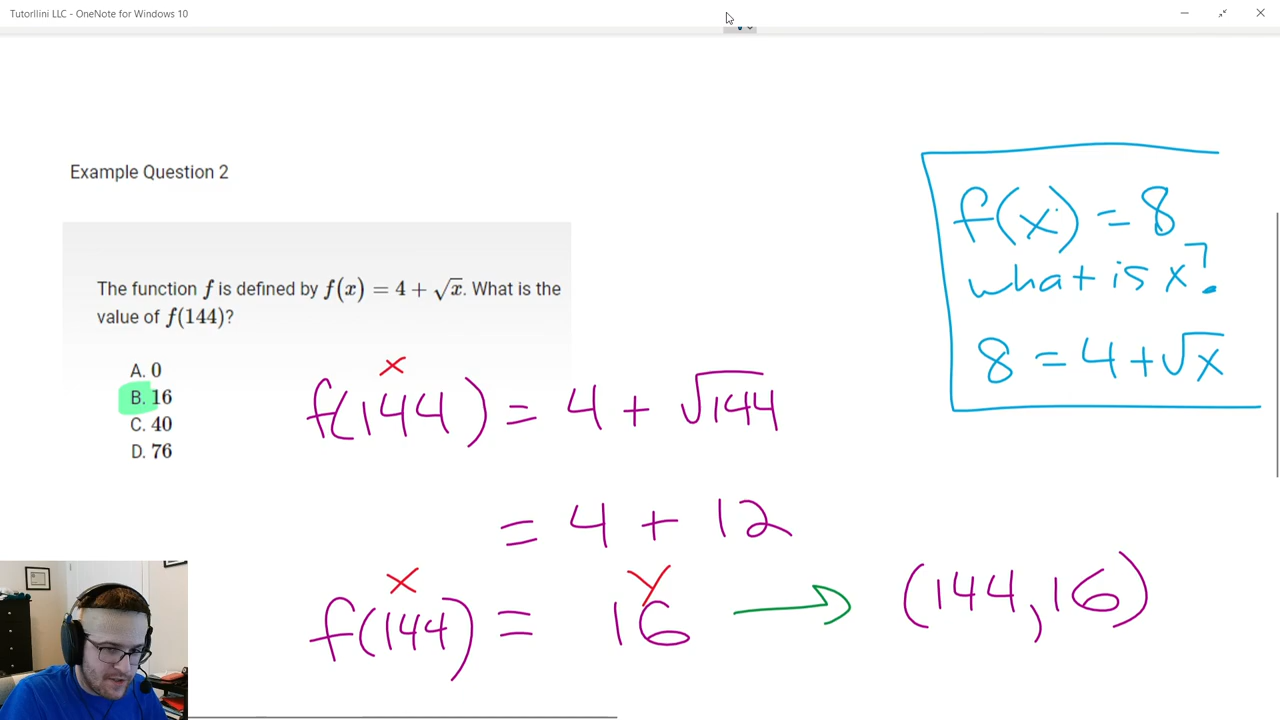 Tutorllini LLC - OneNote for Windows 10
Example Question 2
The function f is defined by f(x) = 4 + √x. What is the
value of f(144)?
A. 0
B. 16
C. 40
D. 76
x
f(144) = 4 + √144
= 4 + 12
x y
f(144) = 16 → (144,16)
f(x) = 8
what is x?
8 = 4 + √x